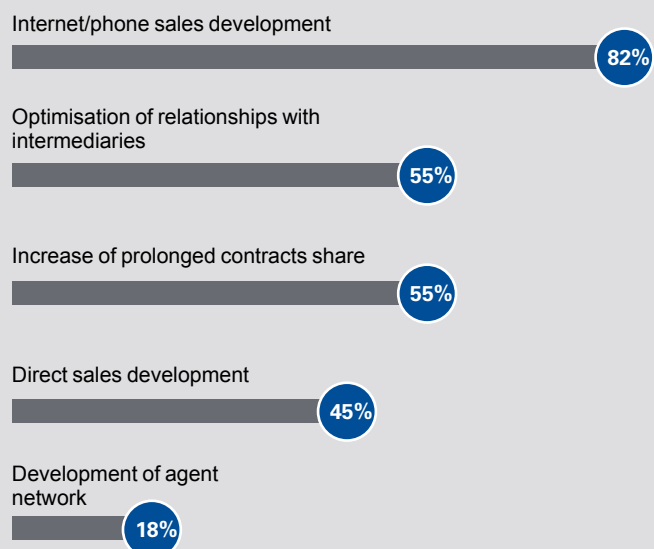 Internet/phone sales development
82%
Optimisation of relationships with
intermediaries
55%
Increase of prolonged contracts share
55%
Direct sales development
45%
Development of agent
network
18%